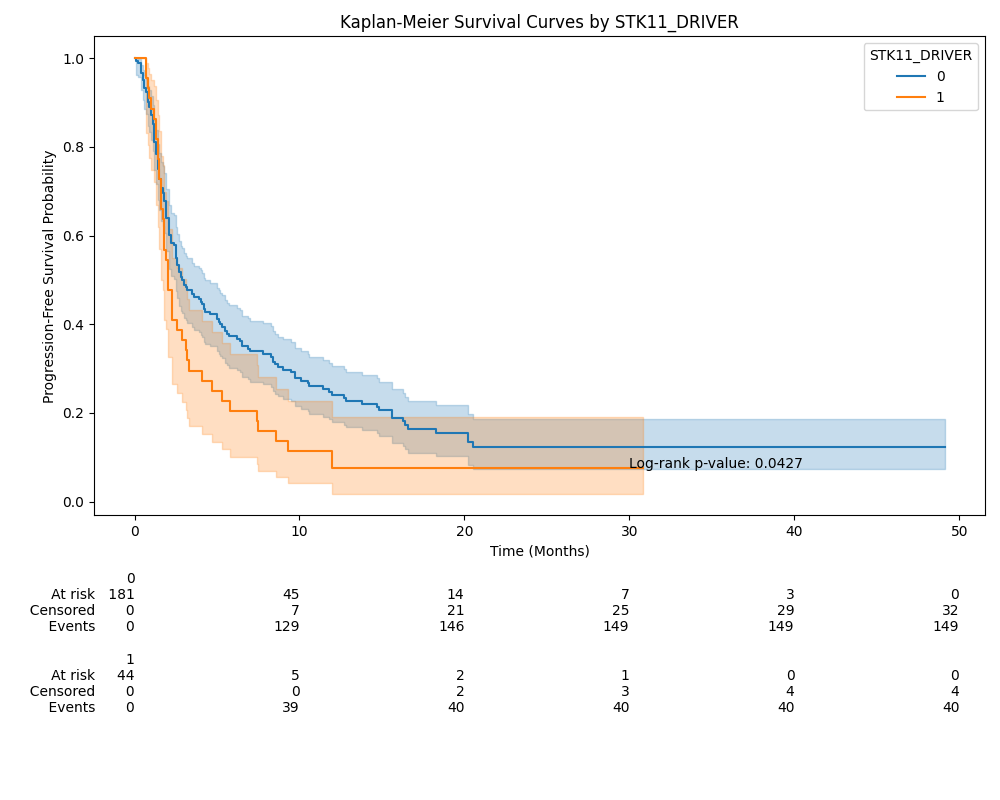 Kaplan-Meier Survival Curves by STK11_DRIVER
STK11_DRIVER
0
1
Progression-Free Survival Probability
1.0
0.8
0.6
0.4
0.2
0.0
Log-rank p-value: 0.0427
0 10 20 30 40 50
Time (Months)
0
At risk 181 45 14 7 3 0
Censored 0 7 21 25 29 32
Events 0 129 146 149 149 149
1
At risk 44 5 2 1 0 0
Censored 0 0 2 3 4 4
Events 0 39 40 40 40 40